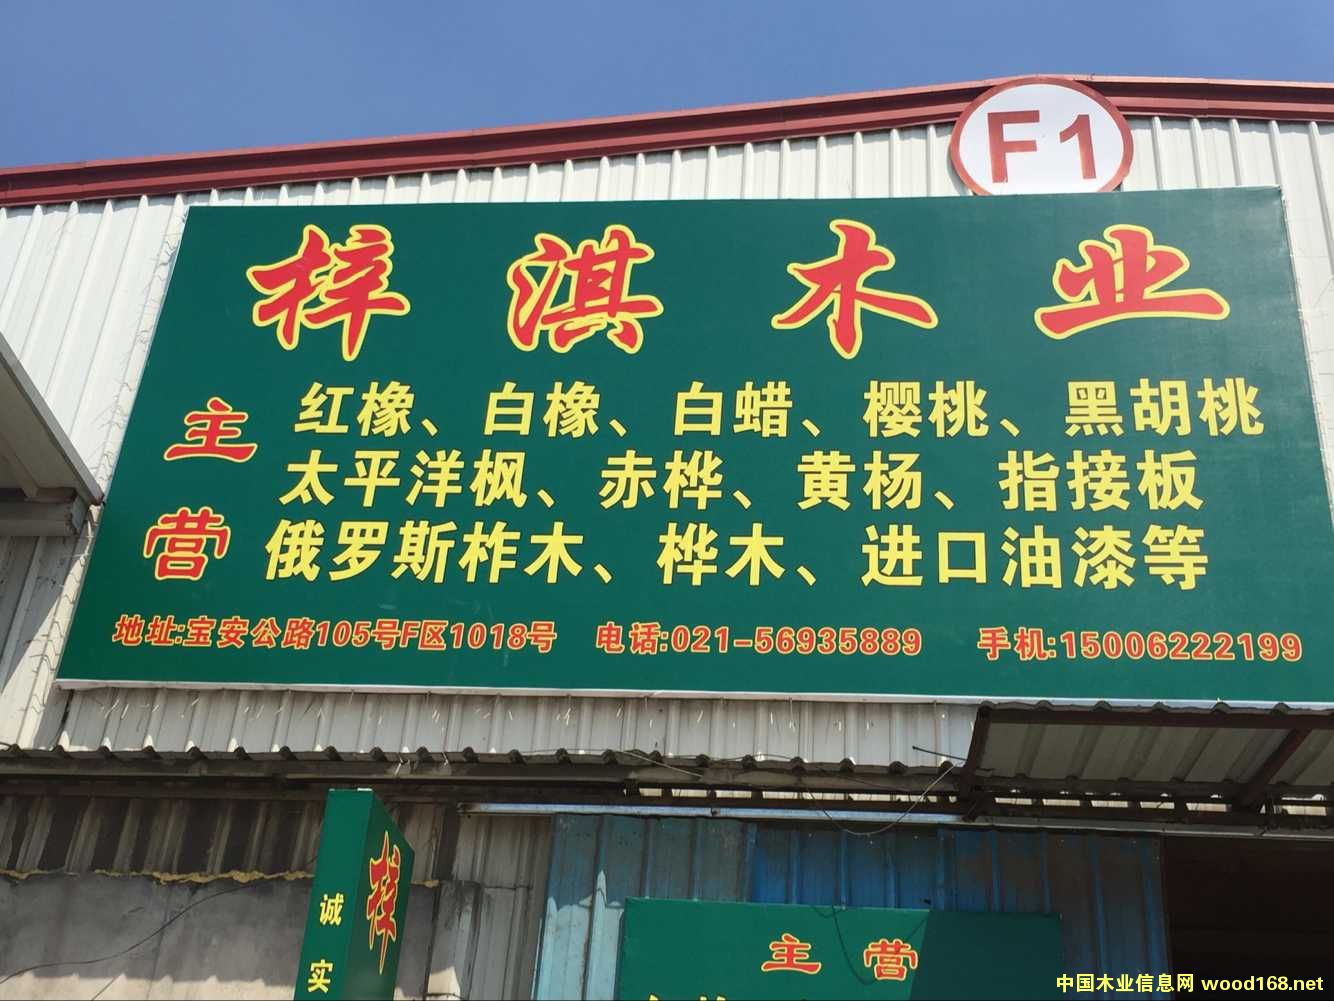 F1
梓淇木业
主营
红橡、白橡、白蜡、樱桃、黑胡桃
太平洋枫、赤桦、黄杨、指接板
俄罗斯柞木、桦木、进口油漆等
地址:宝安公路105号F区1018号 电话:021-56935889 手机:15006222199
梓
诚实
主营
中国木业信息网 wood168.net